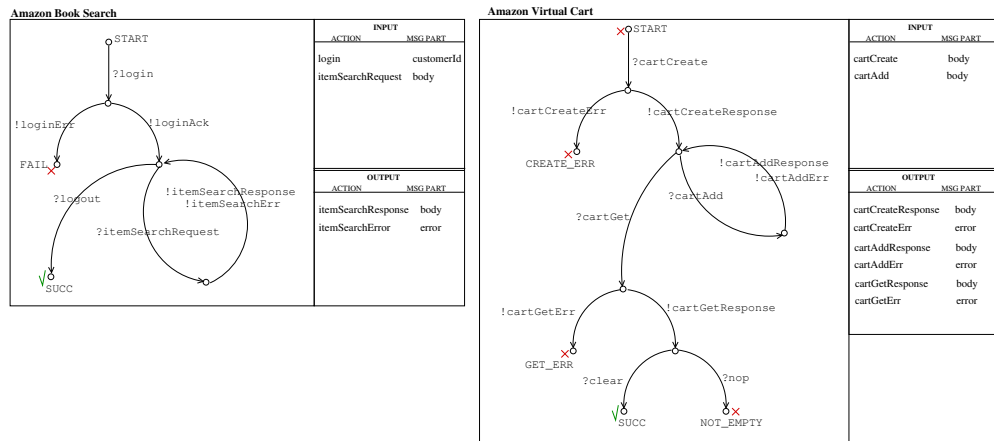 Amazon Book Search
START
?login
!loginErr
!loginAck
FAIL
?logout
!itemSearchResponse
!itemSearchErr
?itemSearchRequest
SUCC
INPUT
ACTION MSG PART
login customerId
itemSearchRequest body
OUTPUT
ACTION MSG PART
itemSearchResponse body
itemSearchError error
Amazon Virtual Cart
START
?cartCreate
!cartCreateErr
!cartCreateResponse
CREATE_ERR
!cartAddResponse
!cartAddErr
?cartAdd
?cartGet
!cartGetErr
!cartGetResponse
GET_ERR
?clear
?nop
SUCC
NOT_EMPTY
INPUT
ACTION MSG PART
cartCreate body
cartAdd body
OUTPUT
ACTION MSG PART
cartCreateResponse body
cartCreateErr error
cartAddResponse body
cartAddErr error
cartGetResponse body
cartGetErr error